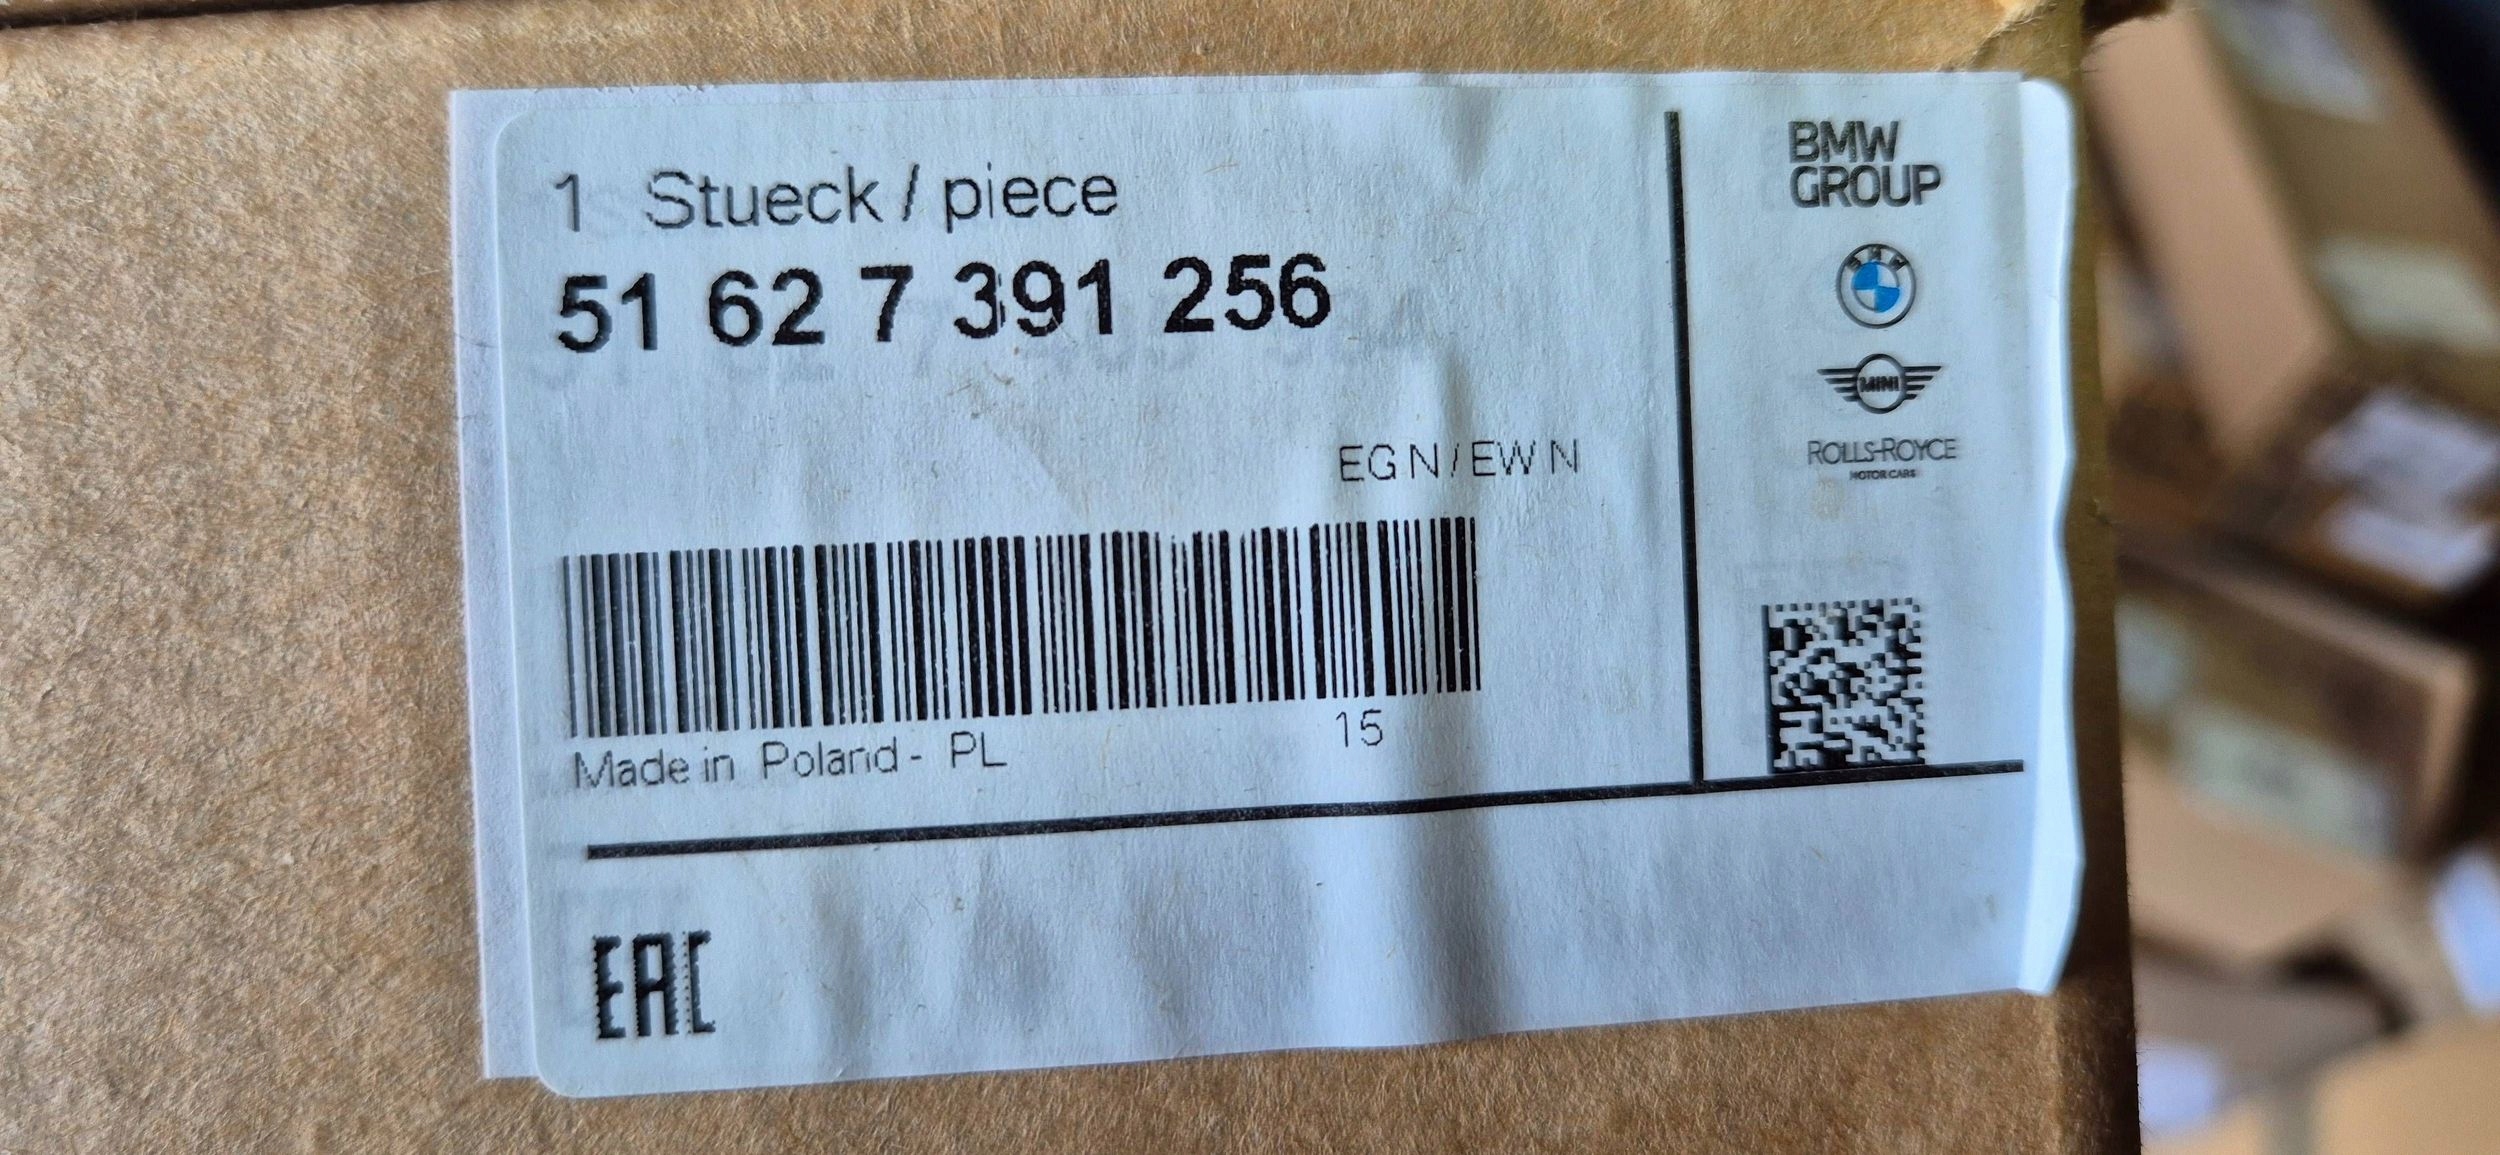 1 Stueck / piece
51 62 7 391 256
EG N / EW N
15
Made in Poland - PL
EAC
BMW
GROUP
BMW
MINI
ROLLS-ROYCE
MOTOR CARS